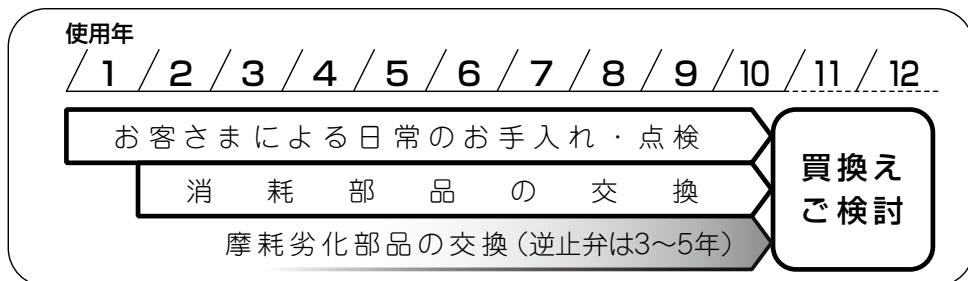 使用年
1 2 3 4 5 6 7 8 9 10 11 12
お客さまによる日常のお手入れ・点検
消耗部品の交換
摩耗劣化部品の交換(逆止弁は3~5年)
買換え
ご検討